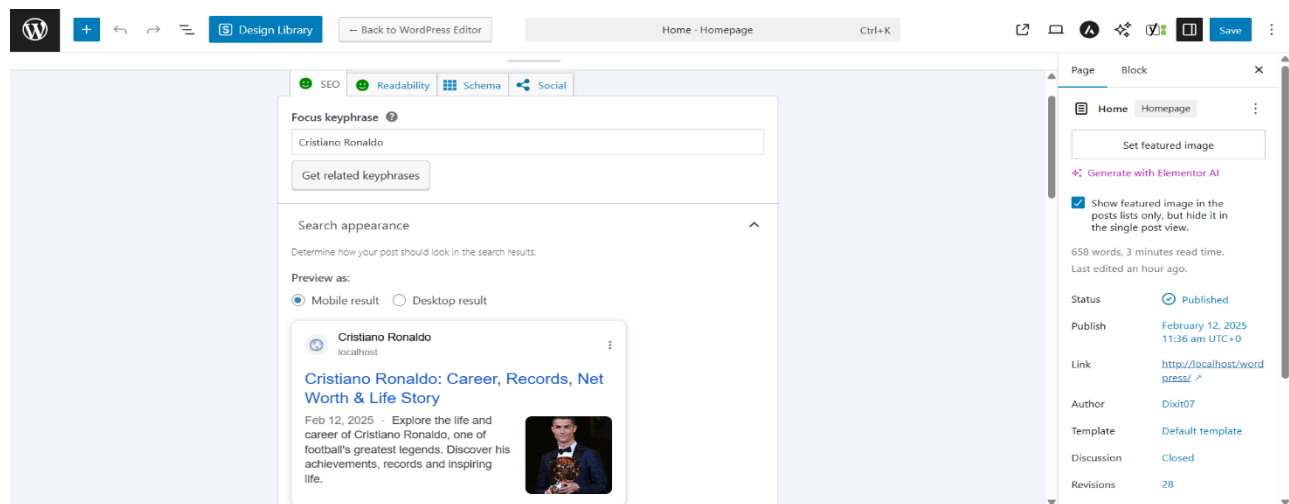 Design Library
← Back to WordPress Editor
Home · Homepage
Ctrl+K
Save
SEO
Readability
Schema
Social
Focus keyphrase
Cristiano Ronaldo
Get related keyphrases
Search appearance
Determine how your post should look in the search results.
Preview as:
Mobile result
Desktop result
Cristiano Ronaldo
localhost
Cristiano Ronaldo: Career, Records, Net
Worth & Life Story
Feb 12, 2025 - Explore the life and
career of Cristiano Ronaldo, one of
football's greatest legends. Discover his
achievements, records and inspiring
life.
Page
Block
Home
Homepage
Set featured image
Generate with Elementor AI
Show featured image in the
posts lists only, but hide it in
the single post view.
658 words, 3 minutes read time.
Last edited an hour ago.
Status
Published
Publish
February 12, 2025
11:36 am UTC+0
Link
http://localhost/word
press/
Author
Dixit07
Template
Default template
Discussion
Closed
Revisions
28